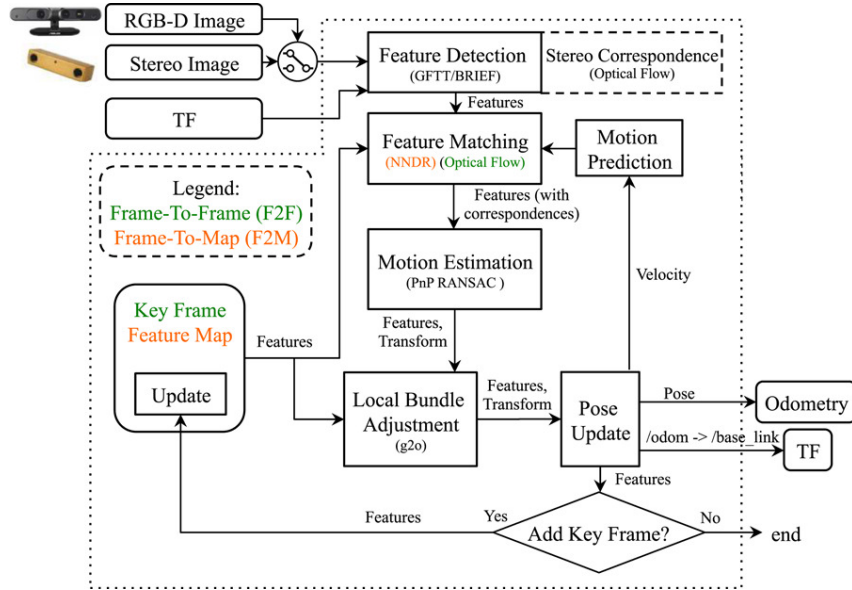 RGB-D Image
Stereo Image
TF
Feature Detection
(GFTT/BRIEF)
Stereo Correspondence
(Optical Flow)
Features
Feature Matching
(NNDR) (Optical Flow)
Motion
Prediction
Legend:
Frame-To-Frame (F2F)
Frame-To-Map (F2M)
Features (with
correspondences)
Motion Estimation
(PnP RANSAC )
Velocity
Key Frame
Feature Map
Update
Features
Features,
Transform
Local Bundle
Adjustment
(g2o)
Features,
Transform
Pose
Update
Pose
Odometry
/odom -> /base_link
TF
Features
Add Key Frame?
Yes
Features
No
end